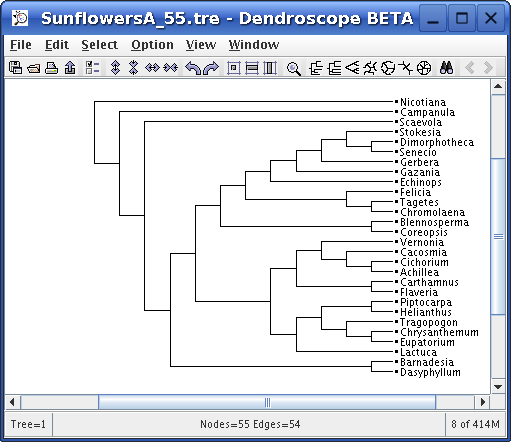 SunflowersA_55.tre - Dendroscope BETA
File Edit Select Option View Window
Nicotiana
Campanula
Scaevola
Stokesia
Dimorphotheca
Senecio
Gerbera
Gazania
Echinops
Felicia
Tagetes
Chromolaena
Blennosperma
Coreopsis
Vernonia
Cacosmia
Cichorium
Achillea
Carthamnus
Flaveria
Piptocarpa
Helianthus
Tragopogon
Chrysanthemum
Eupatorium
Lactuca
Barnadesia
Dasyphyllum
Tree=1 Nodes=55 Edges=54 8 of 414M